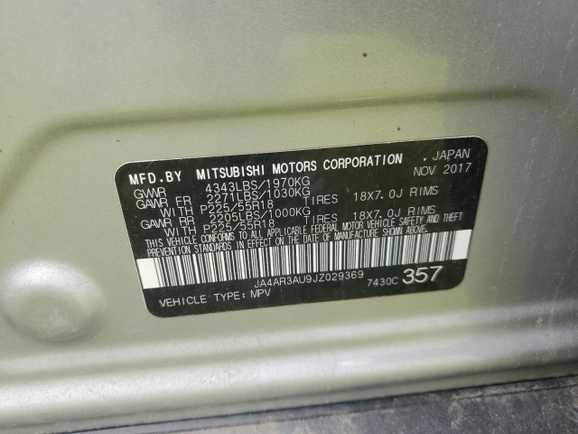 MFD.BY MITSUBISHI MOTORS CORPORATION . JAPAN
GVWR 4343LBS/1970KG NOV 2017
GAWR FR 2271LBS/1030KG
WITH P225/55R18 TIRES 18X7.0J RIMS
GAWR RR 2205LBS/1000KG
WITH P225/55R18 TIRES 18X7.0J RIMS
THIS VEHICLE CONFORMS TO ALL APPLICABLE FEDERAL MOTOR VEHICLE SAFETY AND THEFT
PREVENTION STANDARDS IN EFFECT ON THE DATE OF MANUFACTURE SHOWN ABOVE.
JA4AR3AU9JZ029369 7430C 357
VEHICLE TYPE: MPV